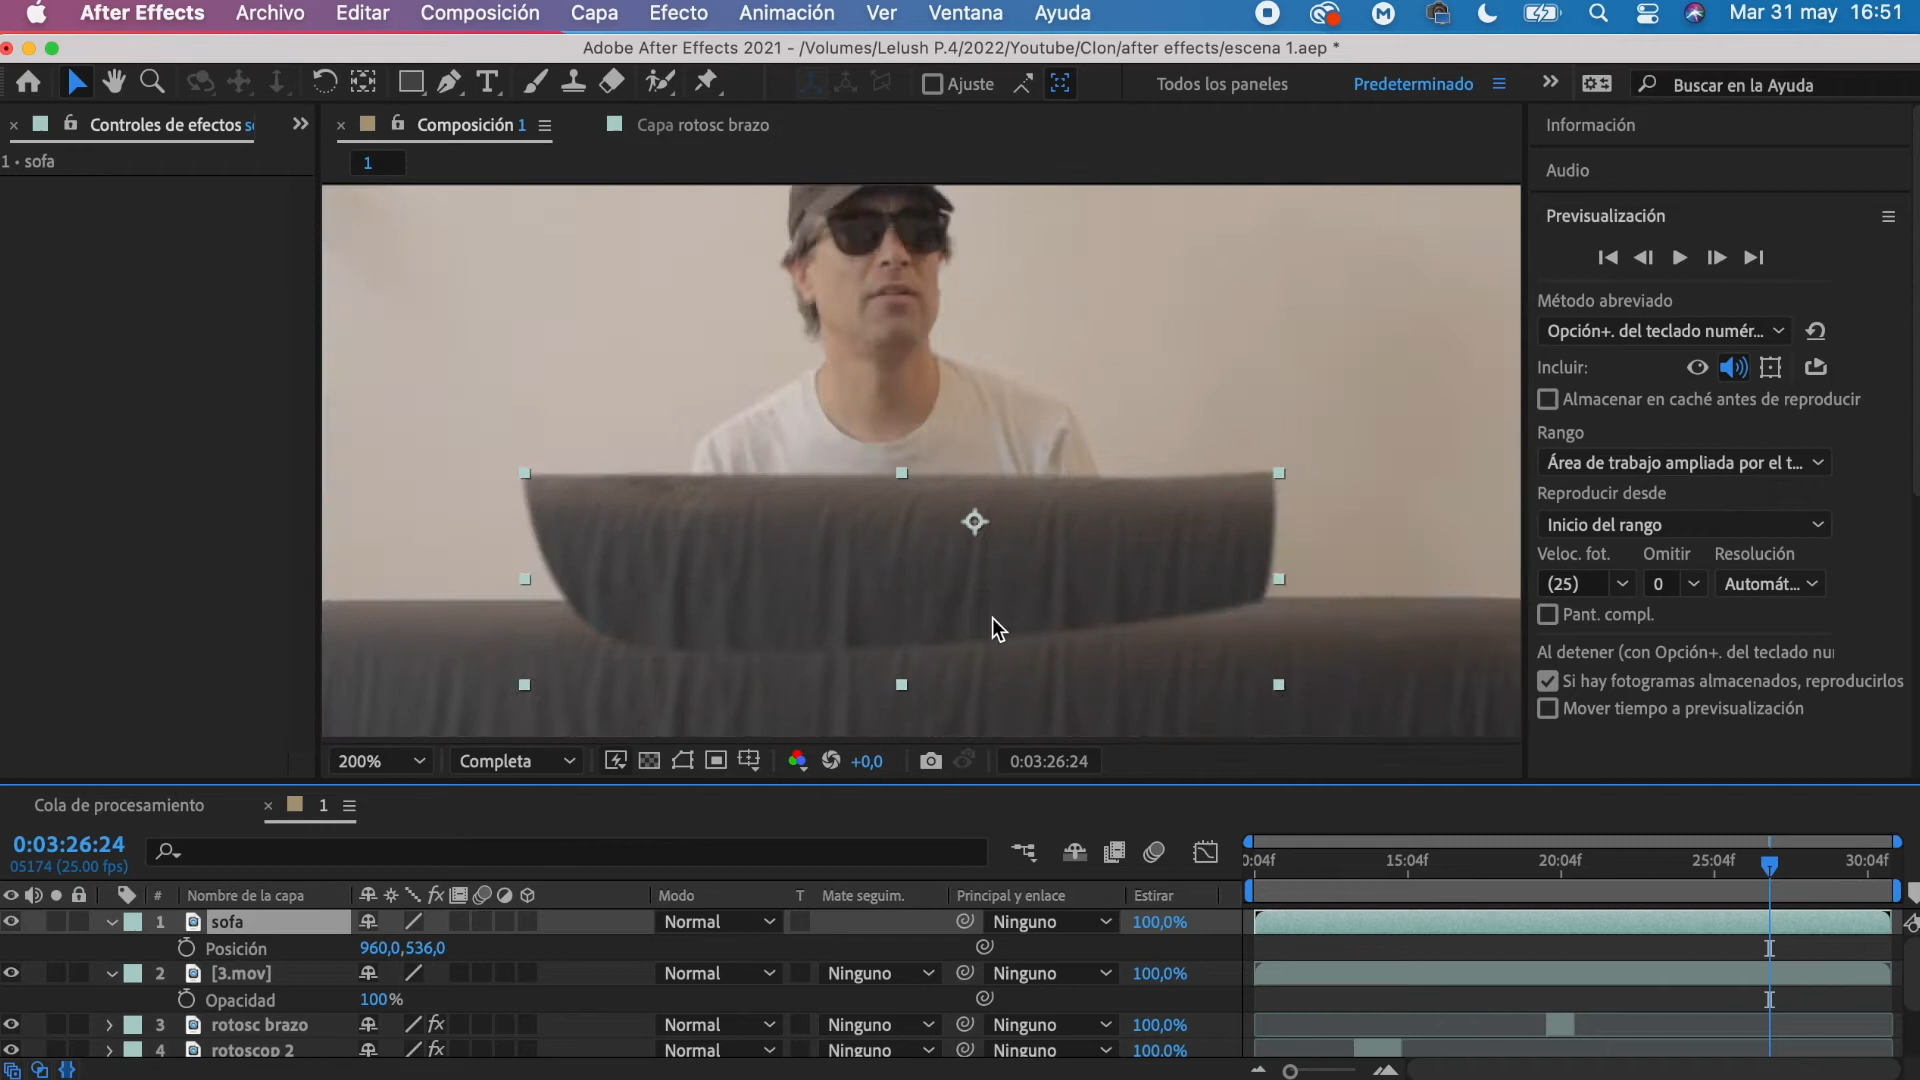 After Effects Archivo Editar Composición Capa Efecto Animación Ver Ventana Ayuda Mar 31 may 16:51
Adobe After Effects 2021 - /Volumes/Lelush P.4/2022/Youtube/Clon/after effects/escena 1.aep *
Ajuste Todos los paneles Predeterminado Buscar en la Ayuda
Controles de efectos Composición 1 Capa rotosc brazo Información
1 • sofa
1
Audio
Previsualización
Método abreviado
Opción+. del teclado numér...
Incluir:
Almacenar en caché antes de reproducir
Rango
Área de trabajo ampliada por el t...
Reproducir desde
Inicio del rango
Veloc. fot. Omitir Resolución
(25) 0 Automát...
Pant. compl.
Al detener (con Opción+. del teclado nu
Si hay fotogramas almacenados, reproducirlos
Mover tiempo a previsualización
200% Completa +0,0 0:03:26:24
Cola de procesamiento 1
0:03:26:24
05174 (25.00 fps)
0:04f 15:04f 20:04f 25:04f 30:04f
# Nombre de la capa fx Modo T Mate seguim. Principal y enlace Estirar
1 sofa Normal Ninguno 100,0%
Posición 960,0,536,0
2 [3.mov] Normal Ninguno Ninguno 100,0%
Opacidad 100%
3 rotosc brazo fx Normal Ninguno Ninguno 100,0%
4 rotoscop 2 fx Normal Ninguno Ninguno 100,0%